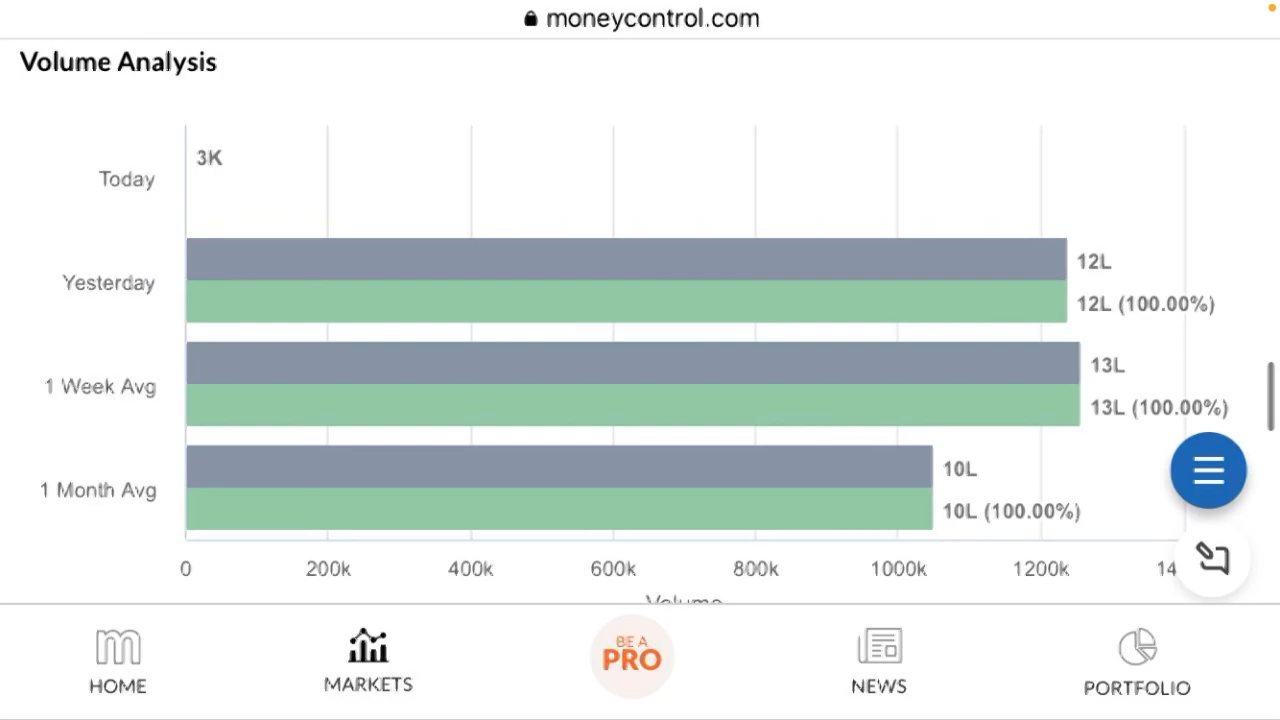 moneycontrol.com
Volume Analysis
3K
Today
12L
Yesterday
12L (100.00%)
13L
1 Week Avg
13L (100.00%)
10L
1 Month Avg
10L (100.00%)
0 200k 400k 600k 800k 1000k 1200k 14
Volume
BE A
PRO
HOME MARKETS NEWS PORTFOLIO